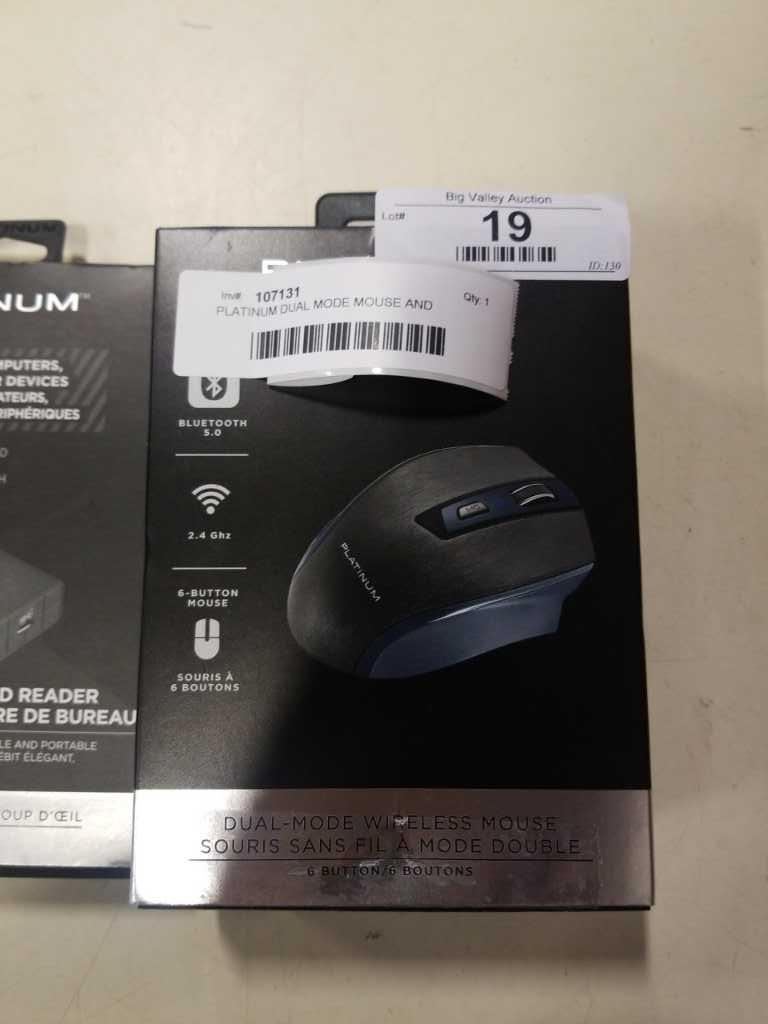 Big Valley Auction
Lot#
19
ID:130
Inv# 107131
Qty: 1
PLATINUM DUAL MODE MOUSE AND
BLUETOOTH
5.0
2.4 Ghz
6-BUTTON
MOUSE
SOURIS À
6 BOUTONS
PLATINUM
DUAL-MODE WIRELESS MOUSE
SOURIS SANS FIL À MODE DOUBLE
6 BUTTON/6 BOUTONS
INUM
NUM™
MPUTERS,
R DEVICES
ATEURS,
RIPHÉRIQUES
D READER
RE DE BUREAU
LE AND PORTABLE
ÉBIT ÉLÉGANT,
OUP D'ŒIL